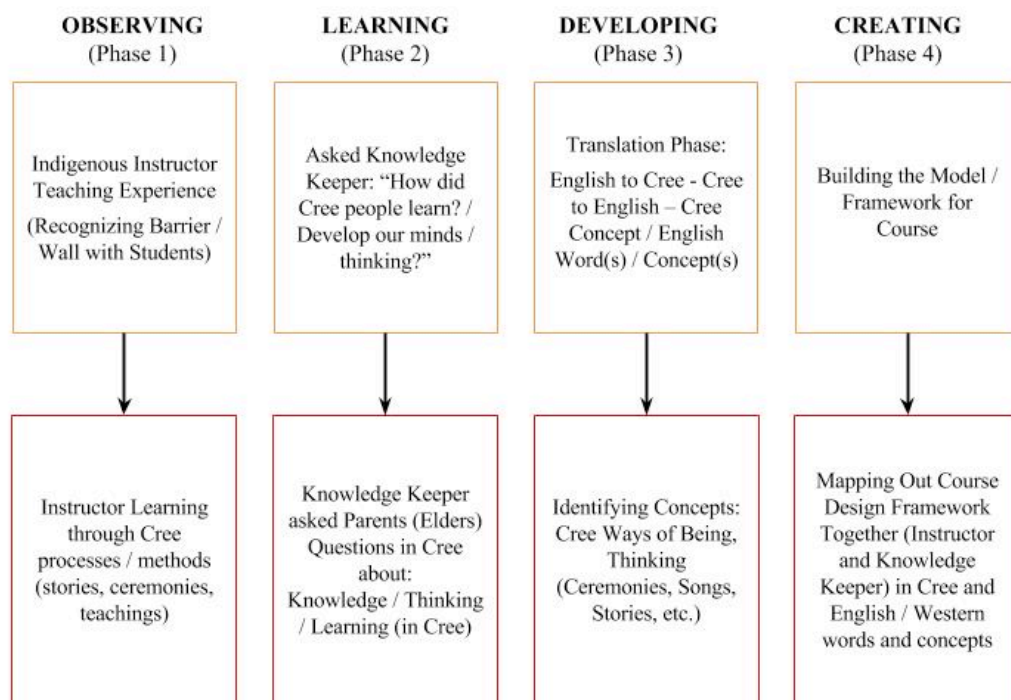 OBSERVING
(Phase 1)
Indigenous Instructor
Teaching Experience
(Recognizing Barrier /
Wall with Students)
Instructor Learning
through Cree
processes / methods
(stories, ceremonies,
teachings)
LEARNING
(Phase 2)
Asked Knowledge
Keeper: “How did
Cree people learn? /
Develop our minds /
thinking?”
Knowledge Keeper
asked Parents (Elders)
Questions in Cree
about:
Knowledge / Thinking
/ Learning (in Cree)
DEVELOPING
(Phase 3)
Translation Phase:
English to Cree - Cree
to English – Cree
Concept / English
Word(s) / Concept(s)
Identifying Concepts:
Cree Ways of Being,
Thinking
(Ceremonies, Songs,
Stories, etc.)
CREATING
(Phase 4)
Building the Model /
Framework for
Course
Mapping Out Course
Design Framework
Together (Instructor
and Knowledge
Keeper) in Cree and
English / Western
words and concepts